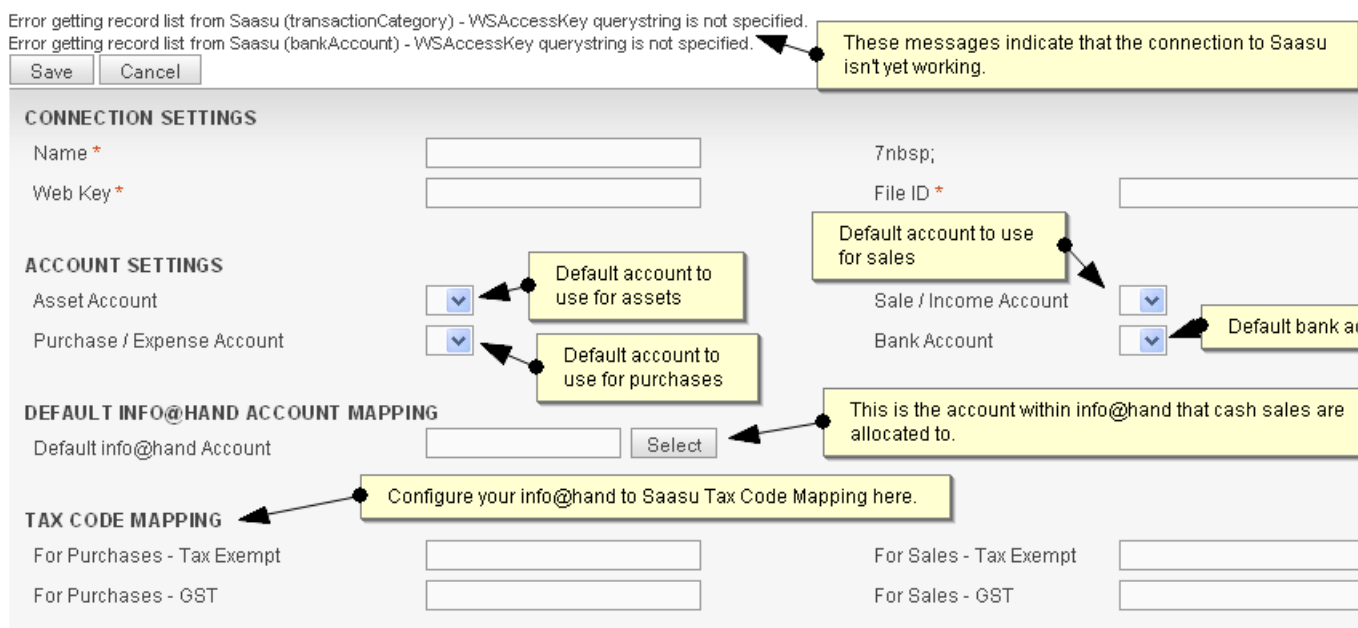 Error getting record list from Saasu (transactionCategory) - WSAccessKey querystring is not specified.
Error getting record list from Saasu (bankAccount) - WSAccessKey querystring is not specified.
These messages indicate that the connection to Saasu
isn't yet working.
Save Cancel
CONNECTION SETTINGS
Name *
7nbsp;
Web Key *
File ID *
Default account to use
for sales
ACCOUNT SETTINGS
Default account to
use for assets
Asset Account
Sale / Income Account
Purchase / Expense Account
Bank Account
Default bank
Default account to
use for purchases
DEFAULT INFO@HAND ACCOUNT MAPPING
This is the account within info@hand that cash sales are
allocated to.
Default info@hand Account
Select
Configure your info@hand to Saasu Tax Code Mapping here.
TAX CODE MAPPING
For Purchases - Tax Exempt
For Sales - Tax Exempt
For Purchases - GST
For Sales - GST